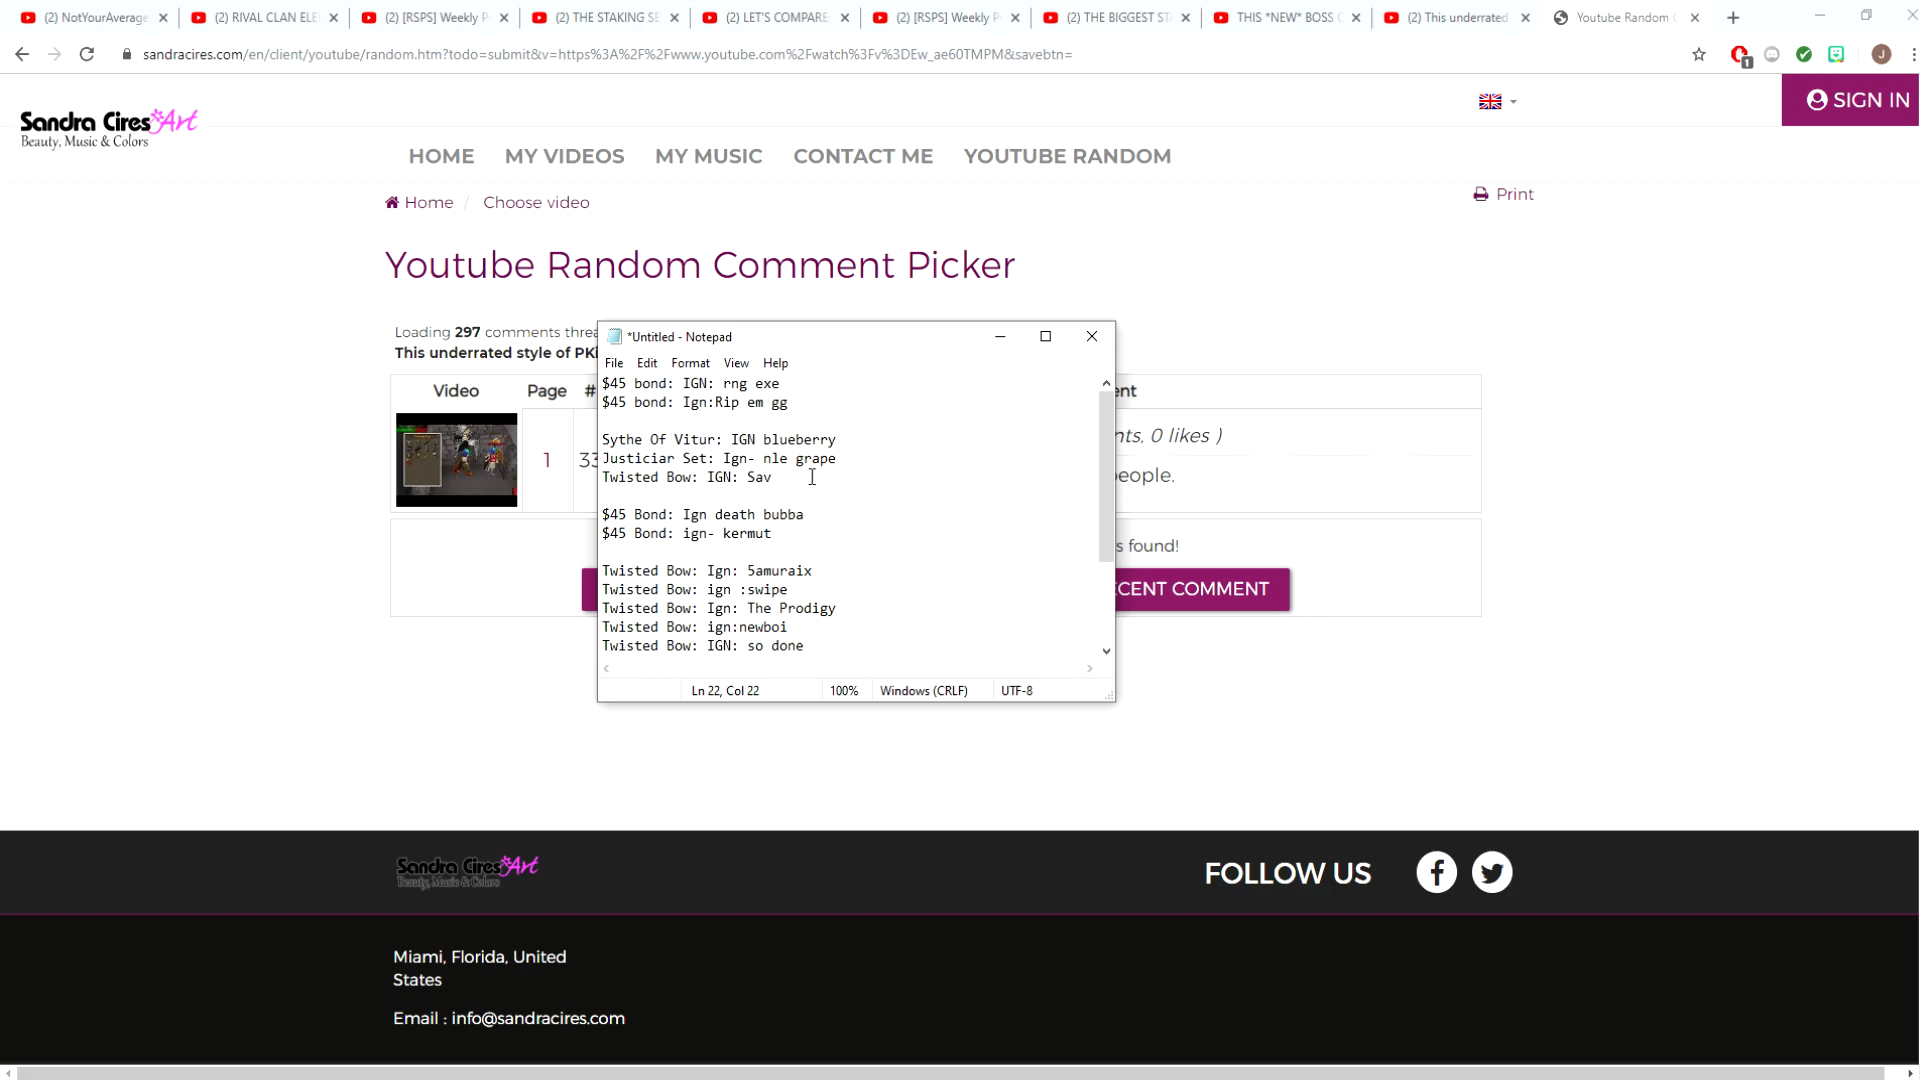 (2) NotYourAverage
(2) RIVAL CLAN ELE
(2) [RSPS] Weekly P
(2) THE STAKING SE
(2) LET'S COMPARE
(2) [RSPS] Weekly P
(2) THE BIGGEST ST
THIS *NEW* BOSS
(2) This underrated
Youtube Random
sandracires.com/en/client/youtube/random.htm?todo=submit&v=https%3A%2F%2Fwww.youtube.com%2Fwatch%3Fv%3DEw_ae60TMPM&savebtn=
1
J
Sandra Cires Art
Beauty, Music & Colors
SIGN IN
HOME MY VIDEOS MY MUSIC CONTACT ME YOUTUBE RANDOM
Home / Choose video
Print
Youtube Random Comment Picker
Loading 297 comments threa
This underrated style of PKi
Video Page #
ent
1 33
nts, 0 likes )
people.
s found!
ECENT COMMENT
*Untitled - Notepad
File Edit Format View Help
$45 bond: IGN: rng exe
$45 bond: Ign:Rip em gg
Sythe Of Vitur: IGN blueberry
Justiciar Set: Ign- nle grape
Twisted Bow: IGN: Sav
$45 Bond: Ign death bubba
$45 Bond: ign- kermut
Twisted Bow: Ign: 5amuraix
Twisted Bow: ign :swipe
Twisted Bow: Ign: The Prodigy
Twisted Bow: ign:newboi
Twisted Bow: IGN: so done
Ln 22, Col 22
100%
Windows (CRLF)
UTF-8
Sandra Cires Art
Beauty, Music & Colors
FOLLOW US
Miami, Florida, United
States
Email : info@sandracires.com